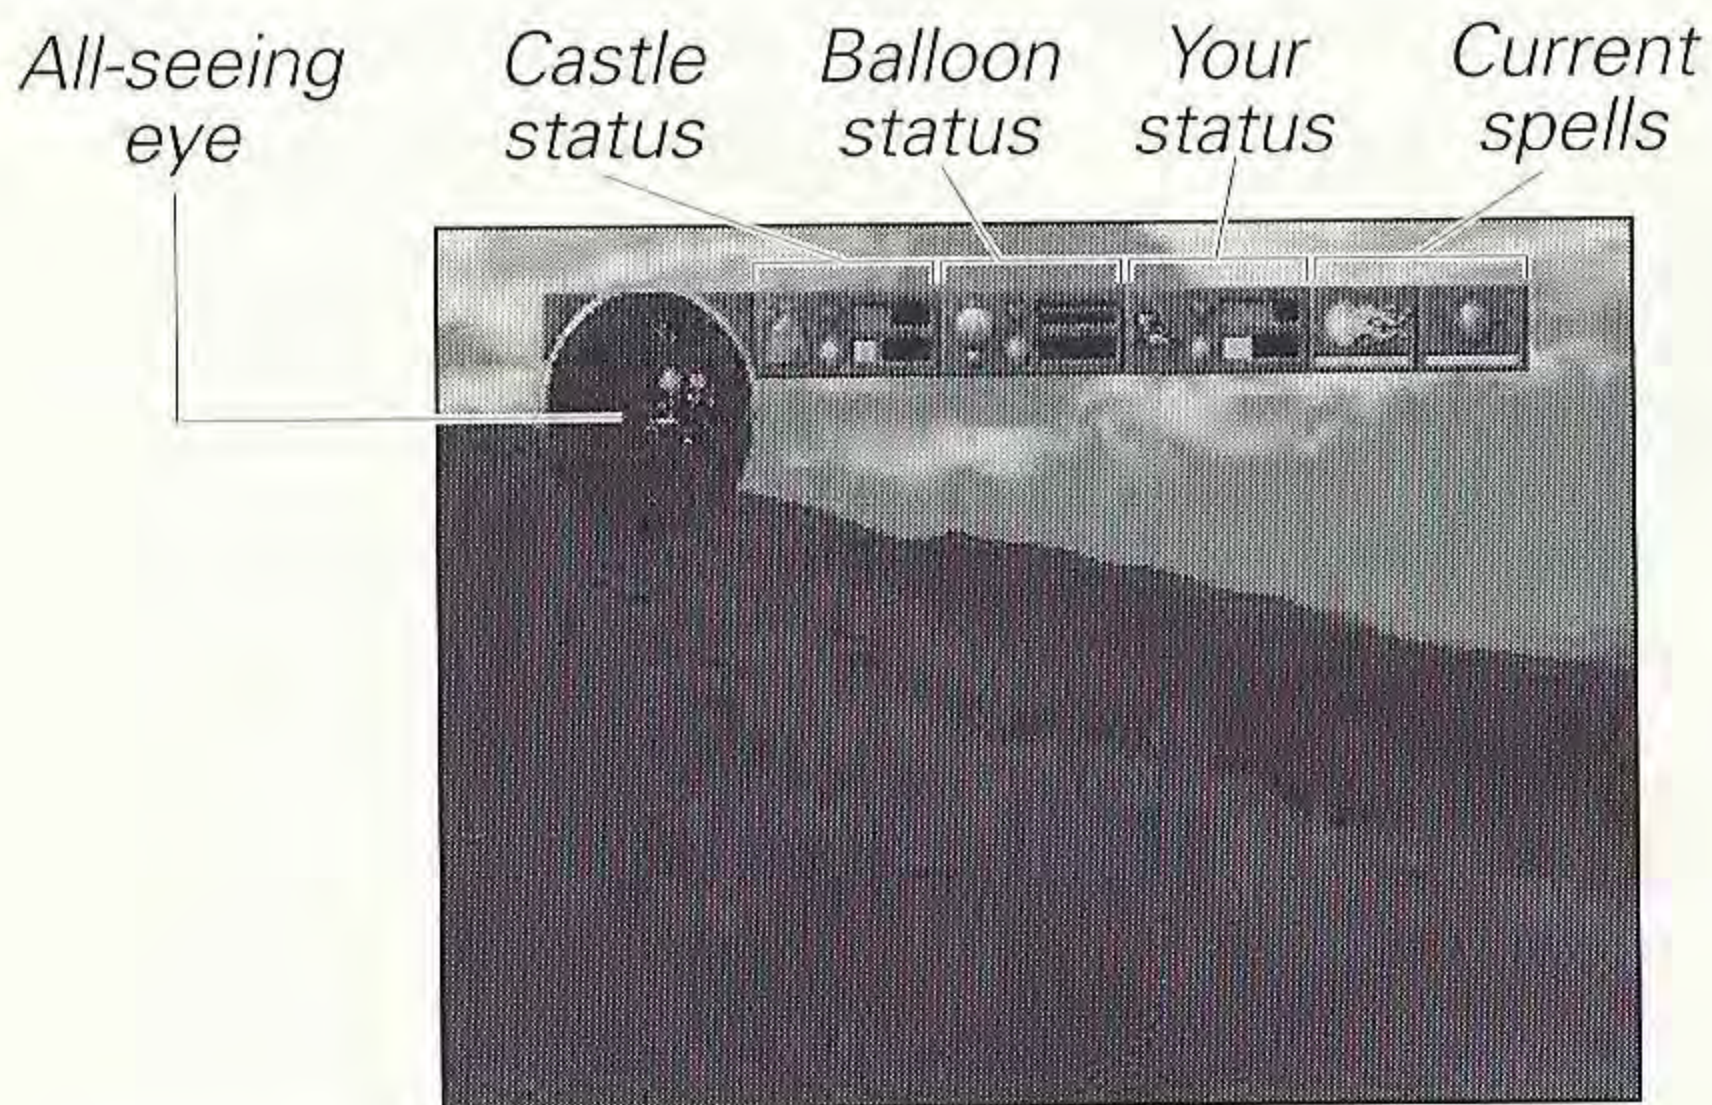 All-seeing
eye
Castle
status
Balloon
status
Your
status
Current
spells